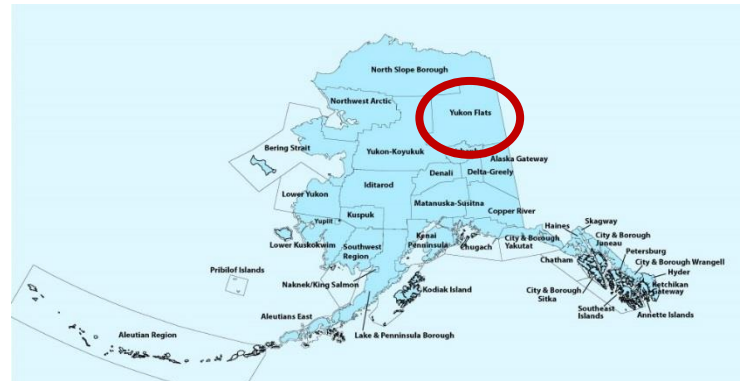 North Slope Borough
Northwest Arctic
Yukon Flats
Bering Strait
Yukon-Koyukuk
Alaska Gateway
Denali
Delta-Greely
Iditarod
Lower Yukon
Matanuska-Susitna
Copper River
Kuspuk
Yupiit
Lower Kuskokwim
Southwest
Region
Kenai
Penninsula
Chugach
City & Borough
Yakutat
Haines
Skagway
City & Borough
Juneau
Petersburg
City & Borough Wrangell
Hyder
Chatham
Ketchikan
Gateway
City & Borough
Sitka
Southeast
Islands
Annette Islands
Pribilof Islands
Naknek/King Salmon
Kodiak Island
Aleutians East
Lake & Penninsula Borough
Aleutian Region